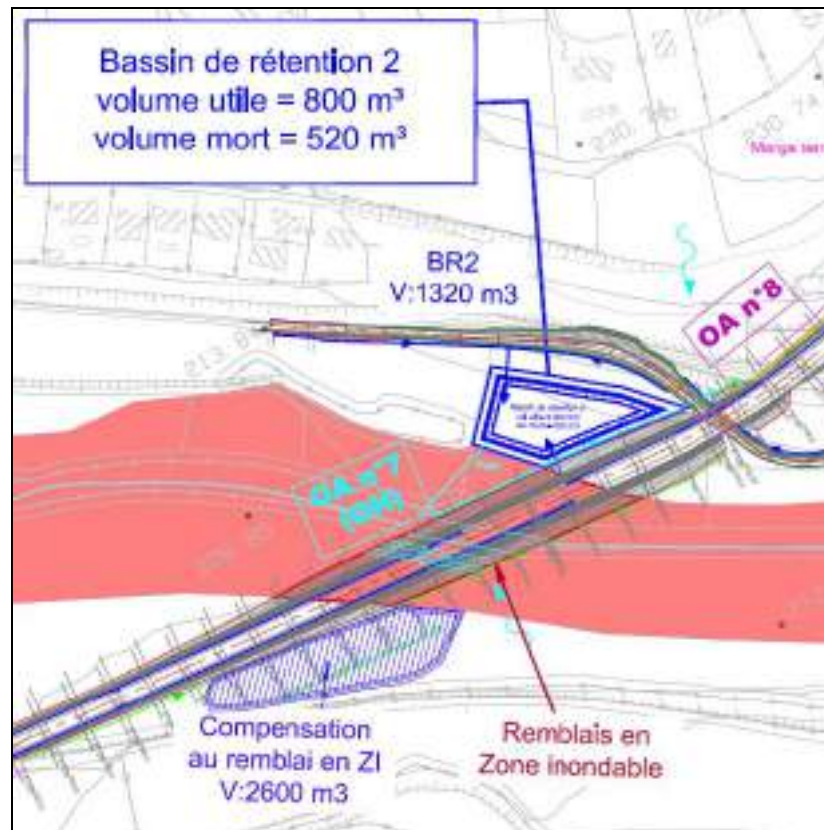 Bassin de rétention 2
volume utile = 800 m³
volume mort = 520 m³
BR2
V:1320 m3
OA n°8
OA n°7
(OH)
Compensation
au remblai en ZI
V:2600 m3
Remblais en
Zone inondable